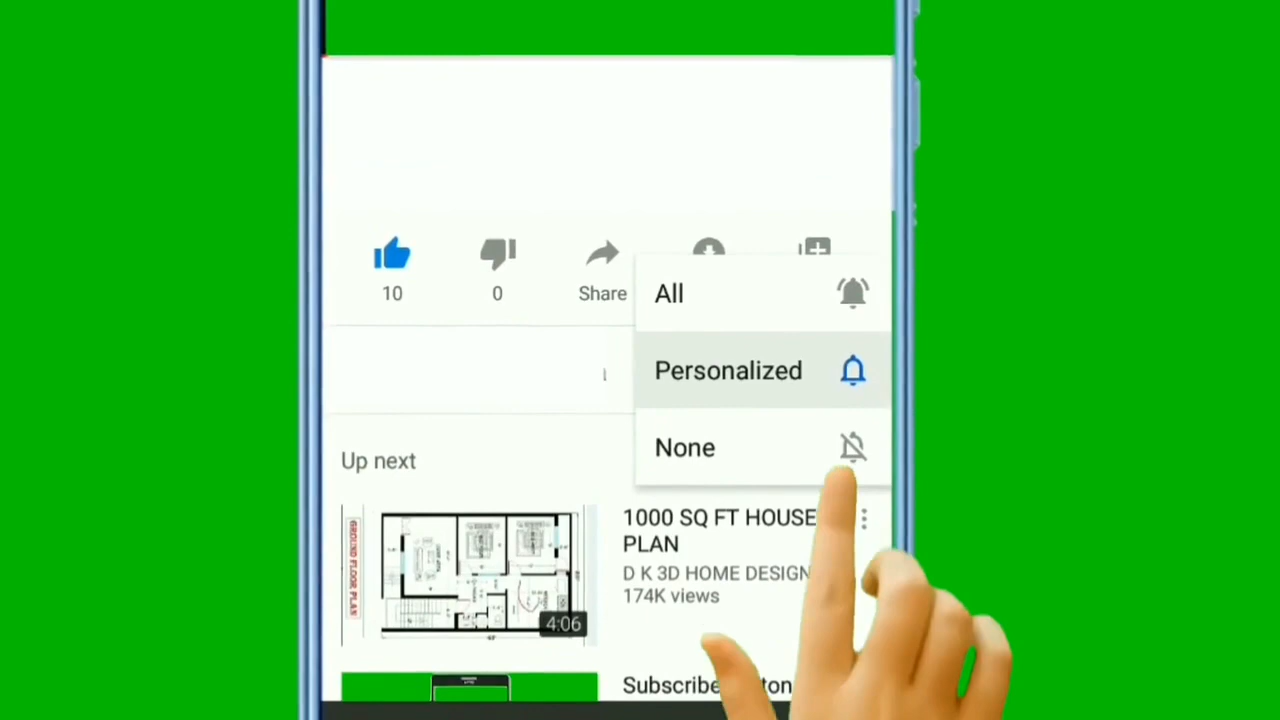 10
0
Share
All
Personalized
None
Up next
1000 SQ FT HOUSE
PLAN
D K 3D HOME DESIGN
174K views
GROUND FLOOR PLAN
4:06
Subscribe